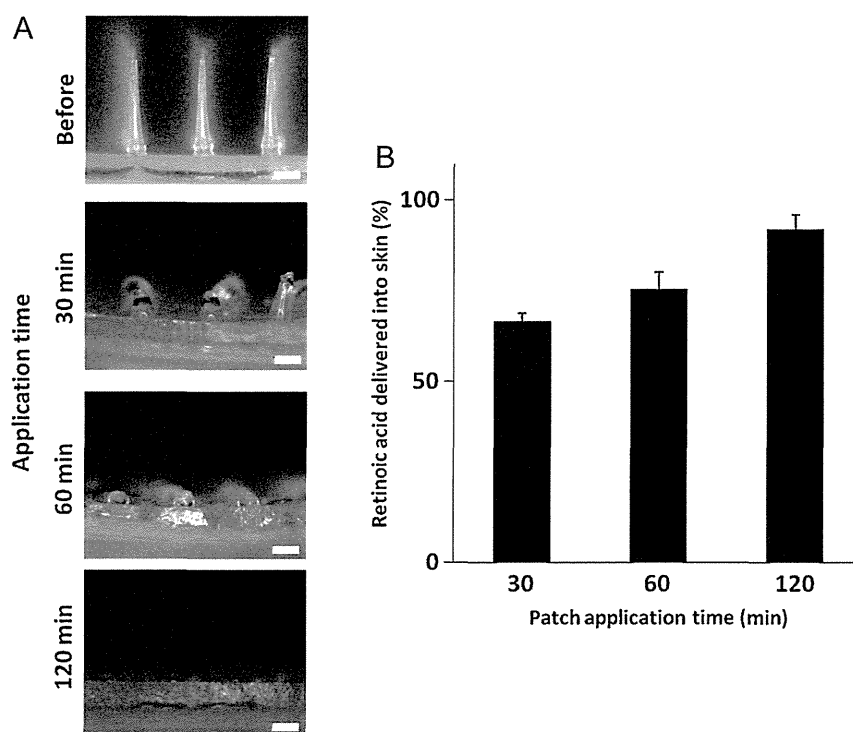 A
Before
30 min
60 min
120 min
Application time
B
Retinoic acid delivered into skin (%)
100
50
0
30 60 120
Patch application time (min)